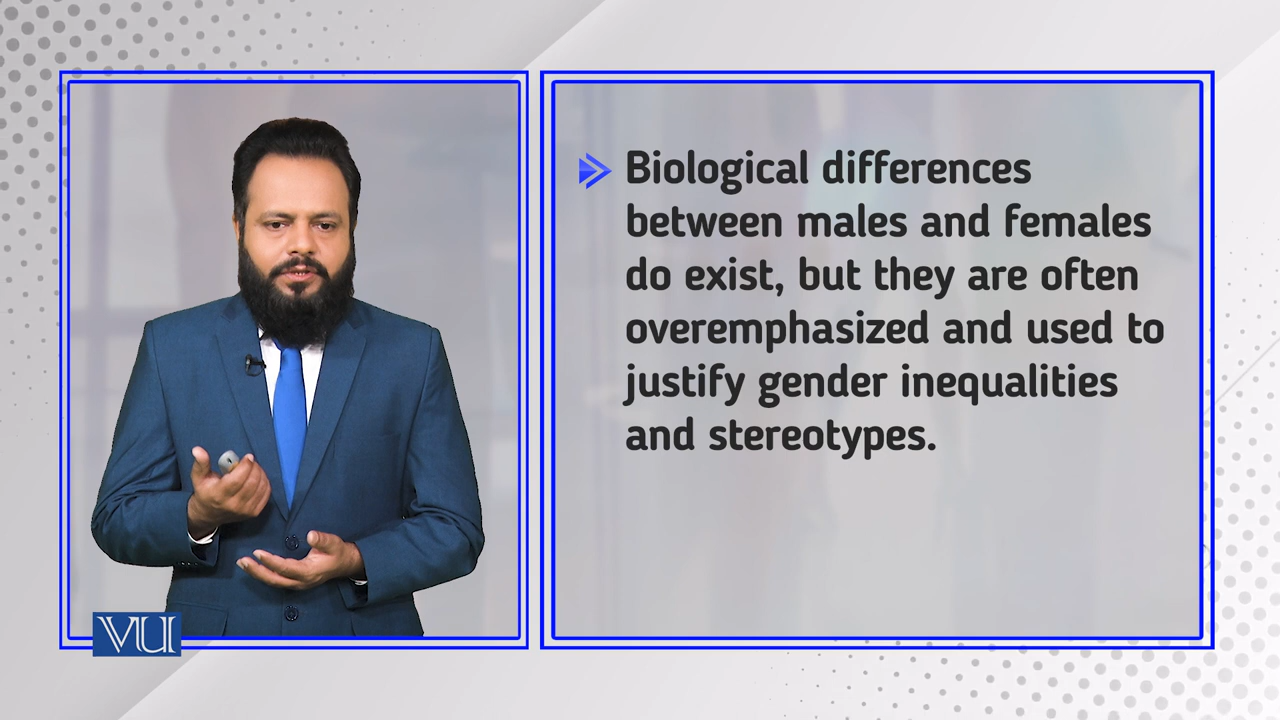 Biological differences
between males and females
do exist, but they are often
overemphasized and used to
justify gender inequalities
and stereotypes.
VU